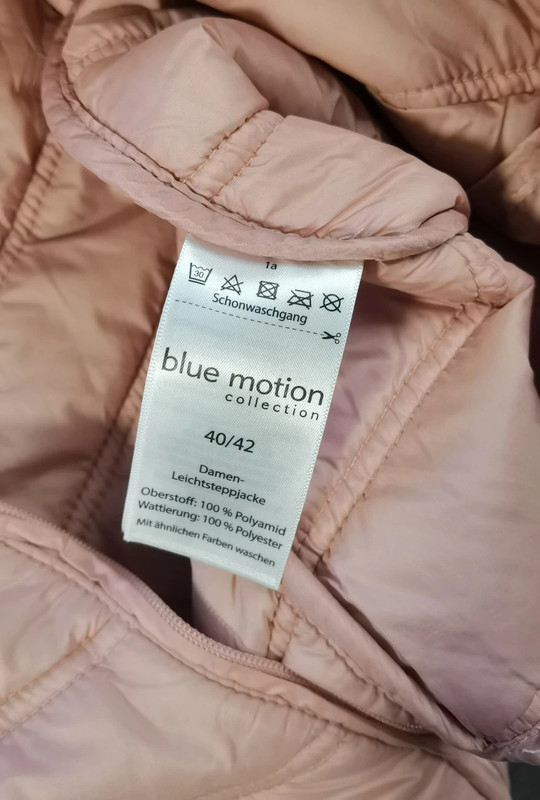 1a
30
Schonwaschgang
blue motion
collection
40/42
Damen-
Leichtsteppjacke
Oberstoff: 100 % Polyamid
Wattierung: 100 % Polyester
Mit ähnlichen Farben waschen